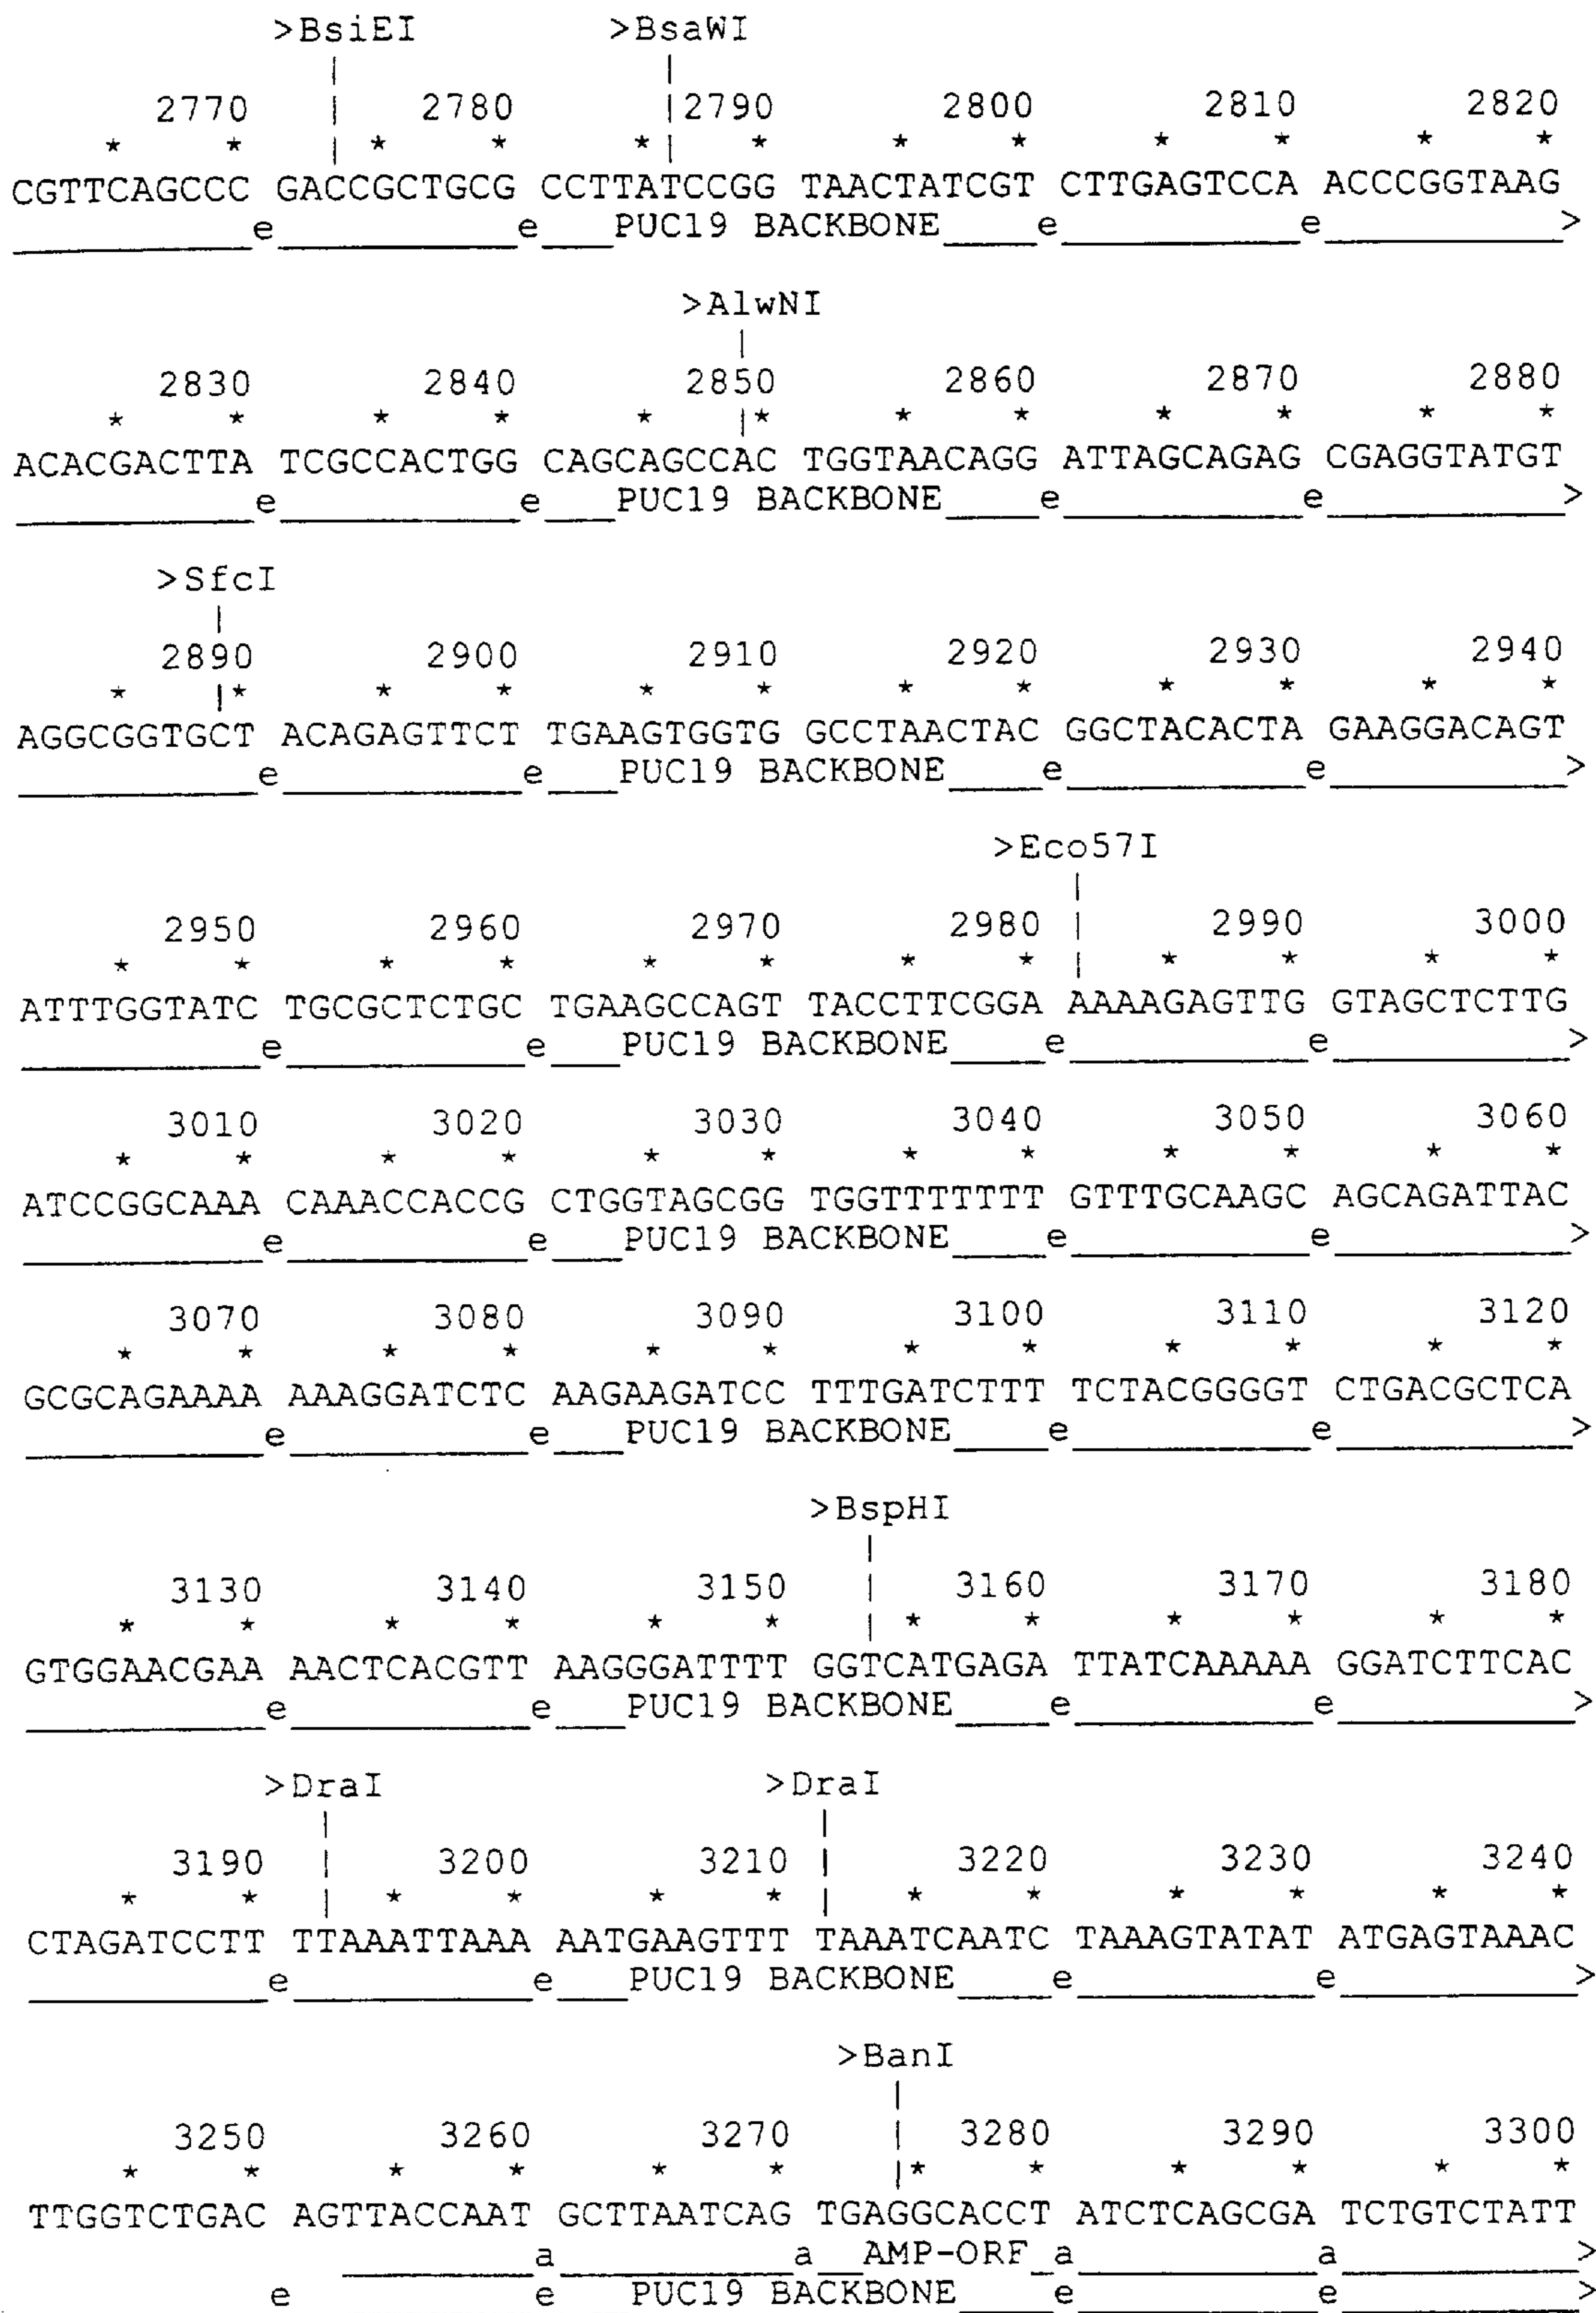 >BsiEI >BsaWI
2770 2780 2790 2800 2810 2820
* * * * * * * * * * * *
CGTTCAGCCC GACCGCTGCG CCTTATCCGG TAACTATCGT CTTGAGTCCA ACCCGGTAAG
e e PUC19 BACKBONE e e >
>AlwNI
2830 2840 2850 2860 2870 2880
* * * * * * * * * * * *
ACACGACTTA TCGCCACTGG CAGCAGCCAC TGGTAACAGG ATTAGCAGAG CGAGGTATGT
e e PUC19 BACKBONE e e >
>SfcI
2890 2900 2910 2920 2930 2940
* * * * * * * * * * * *
AGGCGGTGCT ACAGAGTTCT TGAAGTGGTG GCCTAACTAC GGCTACACTA GAAGGACAGT
e e PUC19 BACKBONE e e >
>Eco57I
2950 2960 2970 2980 2990 3000
* * * * * * * * * * * *
ATTTGGTATC TGCGCTCTGC TGAAGCCAGT TACCTTCGGA AAAAGAGTTG GTAGCTCTTG
e e PUC19 BACKBONE e e >
3010 3020 3030 3040 3050 3060
* * * * * * * * * * * *
ATCCGGCAAA CAAACCACCG CTGGTAGCGG TGGTTTTTTT GTTTGCAAGC AGCAGATTAC
e e PUC19 BACKBONE e e >
3070 3080 3090 3100 3110 3120
* * * * * * * * * * * *
GCGCAGAAAA AAAGGATCTC AAGAAGATCC TTTGATCTTT TCTACGGGGT CTGACGCTCA
e e PUC19 BACKBONE e e >
>BspHI
3130 3140 3150 3160 3170 3180
* * * * * * * * * * * *
GTGGAACGAA AACTCACGTT AAGGGATTTT GGTCATGAGA TTATCAAAAA GGATCTTCAC
e e PUC19 BACKBONE e e >
>DraI >DraI
3190 3200 3210 3220 3230 3240
* * * * * * * * * * * *
CTAGATCCTT TTAAATTAAA AATGAAGTTT TAAATCAATC TAAAGTATAT ATGAGTAAAC
e e PUC19 BACKBONE e e >
>BanI
3250 3260 3270 3280 3290 3300
* * * * * * * * * * * *
TTGGTCTGAC AGTTACCAAT GCTTAATCAG TGAGGCACCT ATCTCAGCGA TCTGTCTATT
a a AMP-ORF a a >
e e PUC19 BACKBONE e e >